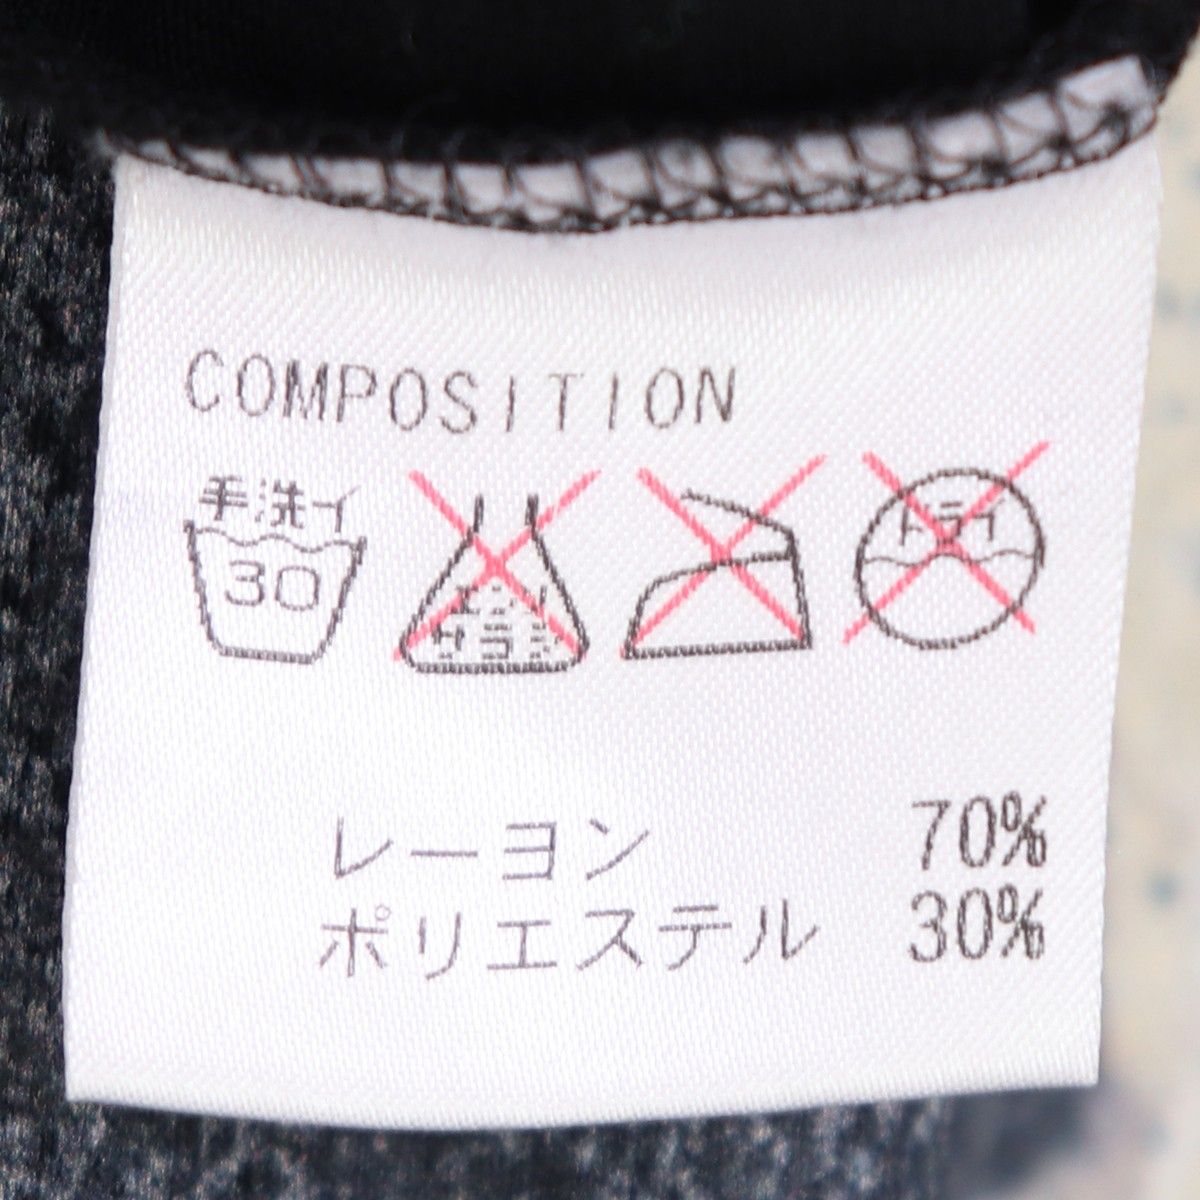 COMPOSITION
手洗イ
30
エンソ
サラシ
ドライ
レーヨン 70%
ポリエステル 30%